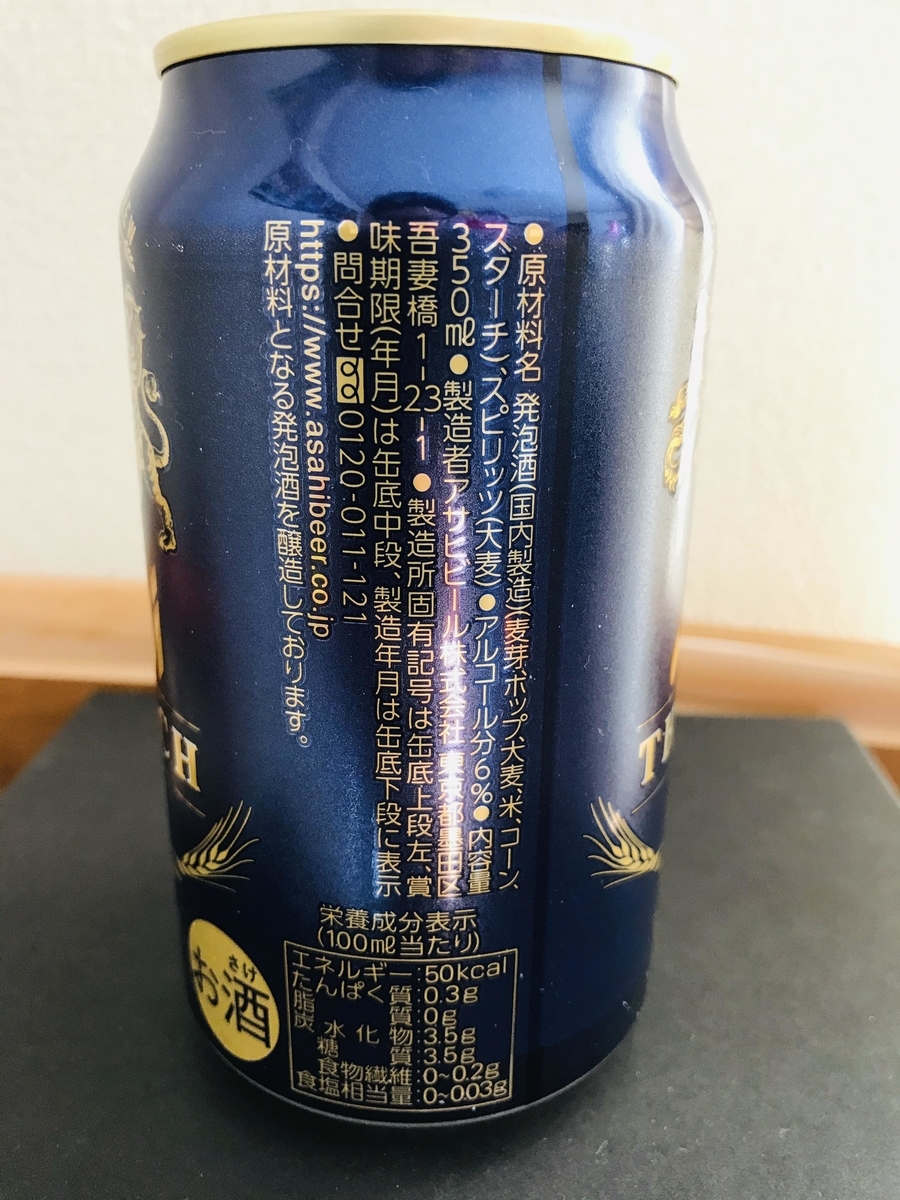 ●原材料名 発泡酒(国内製造)(麦芽、ホップ、大麦、米、コーン、
スターチ)、スピリッツ(大麦)●アルコール分6%●内容量
350㎖●製造者 アサヒビール株式会社 東京都墨田区
吾妻橋1-23-1●製造所固有記号は缶底上段左、賞
味期限(年月)は缶底中段、製造年月は缶底下段に表示
●問合せ 0120-011-121
https://www.asahibeer.co.jp
原材料となる発泡酒を醸造しております。
CH
お酒
さけ
栄養成分表示
(100㎖当たり)
エネルギー:50kcal
たんぱく質:0.3g
脂質:0g
炭水化物:3.5g
糖質:3.5g
食物繊維:0~0.2g
食塩相当量:0~0.03g